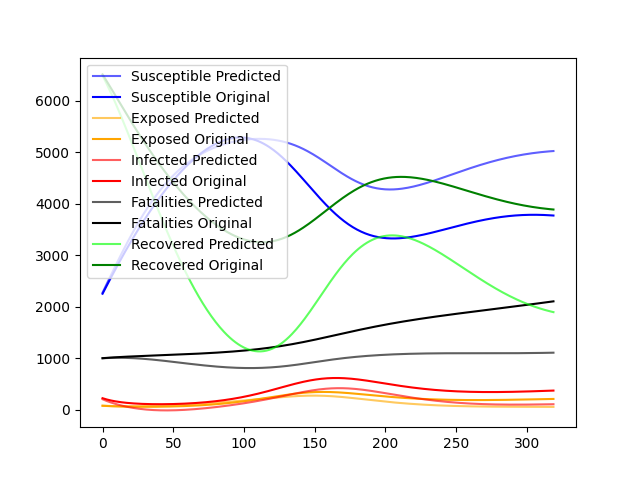 6000
5000
4000
3000
2000
1000
0
0 50 100 150 200 250 300
Susceptible Predicted
Susceptible Original
Exposed Predicted
Exposed Original
Infected Predicted
Infected Original
Fatalities Predicted
Fatalities Original
Recovered Predicted
Recovered Original